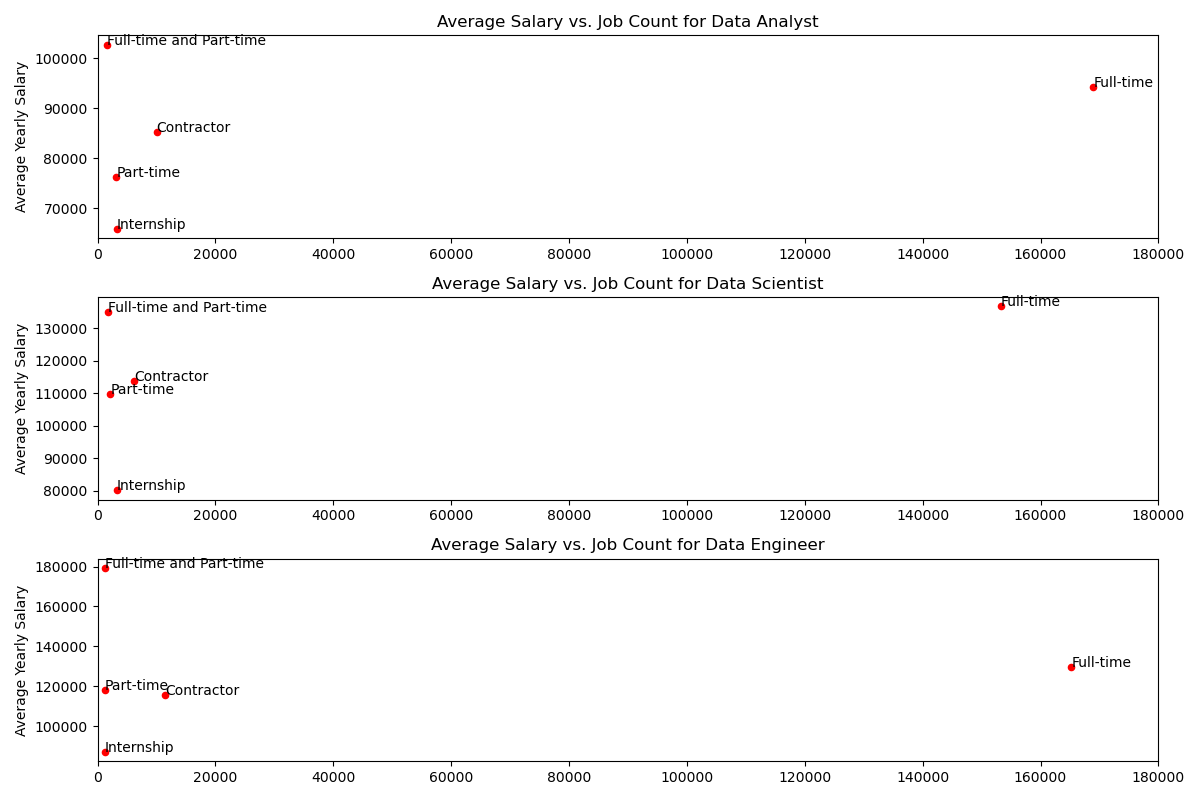 Average Salary vs. Job Count for Data Analyst
Average Yearly Salary
100000
90000
80000
70000
Full-time and Part-time
Full-time
Contractor
Part-time
Internship
0 20000 40000 60000 80000 100000 120000 140000 160000 180000
Average Salary vs. Job Count for Data Scientist
Average Yearly Salary
130000
120000
110000
100000
90000
80000
Full-time
Full-time and Part-time
Contractor
Part-time
Internship
0 20000 40000 60000 80000 100000 120000 140000 160000 180000
Average Salary vs. Job Count for Data Engineer
Average Yearly Salary
180000
160000
140000
120000
100000
Full-time and Part-time
Full-time
Part-time
Contractor
Internship
0 20000 40000 60000 80000 100000 120000 140000 160000 180000